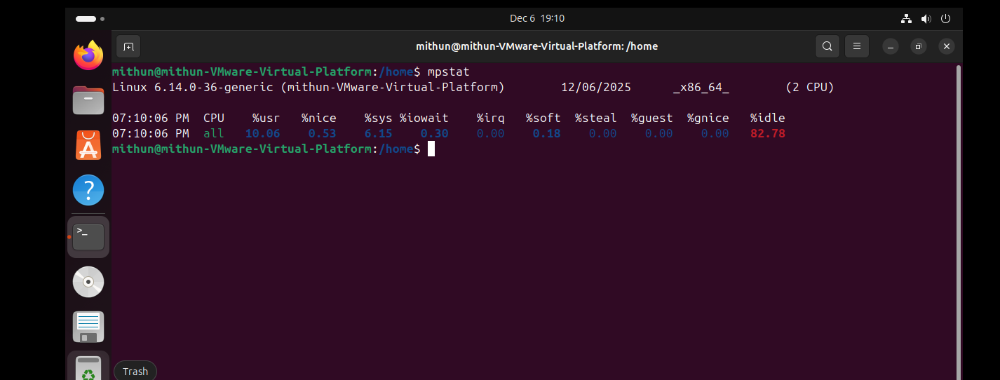 Dec 6 19:10
mithun@mithun-VMware-Virtual-Platform: /home
mithun@mithun-VMware-Virtual-Platform:/home$ mpstat
Linux 6.14.0-36-generic (mithun-VMware-Virtual-Platform) 12/06/2025 _x86_64_ (2 CPU)
07:10:06 PM CPU %usr %nice %sys %iowait %irq %soft %steal %guest %gnice %idle
07:10:06 PM all 10.06 0.53 6.15 0.30 0.00 0.18 0.00 0.00 0.00 82.78
mithun@mithun-VMware-Virtual-Platform:/home$
Trash